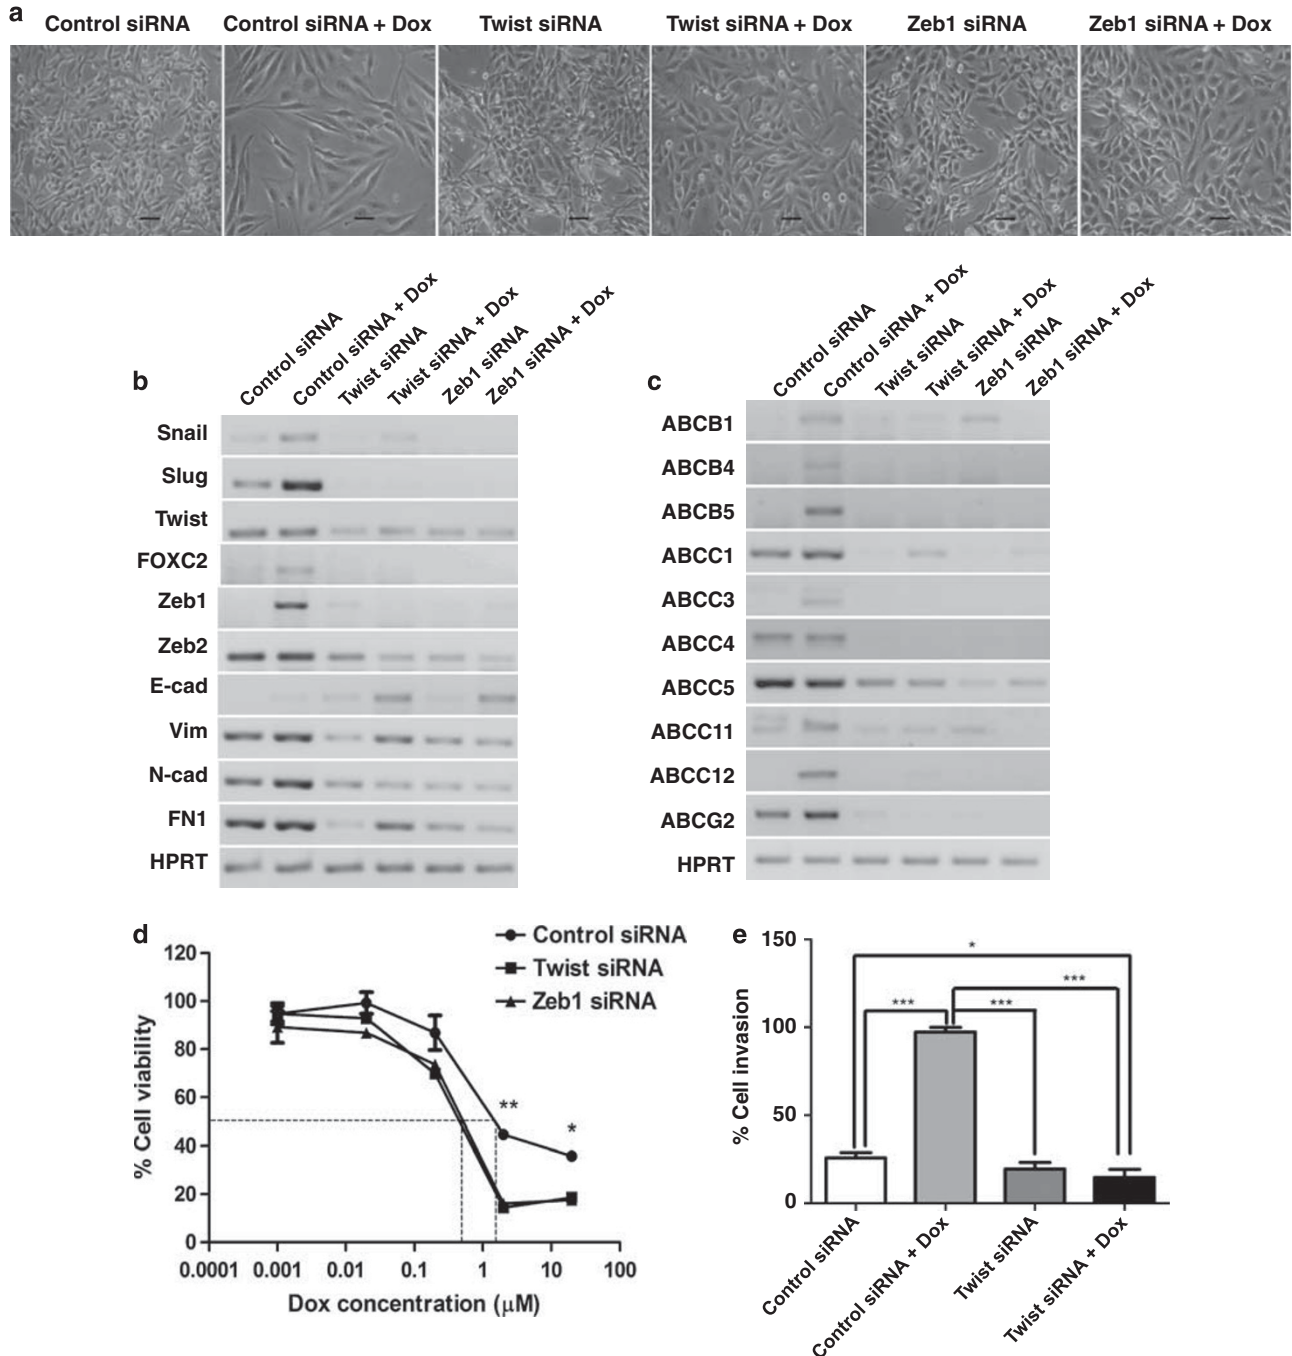 a
Control siRNA
Control siRNA + Dox
Twist siRNA
Twist siRNA + Dox
Zeb1 siRNA
Zeb1 siRNA + Dox
b
Control siRNA
Control siRNA + Dox
Twist siRNA
Twist siRNA + Dox
Zeb1 siRNA
Zeb1 siRNA + Dox
Snail
Slug
Twist
FOXC2
Zeb1
Zeb2
E-cad
Vim
N-cad
FN1
HPRT
c
Control siRNA
Control siRNA + Dox
Twist siRNA
Twist siRNA + Dox
Zeb1 siRNA
Zeb1 siRNA + Dox
ABCB1
ABCB4
ABCB5
ABCC1
ABCC3
ABCC4
ABCC5
ABCC11
ABCC12
ABCG2
HPRT
d
Control siRNA
Twist siRNA
Zeb1 siRNA
% Cell viability
120
100
80
60
40
20
0
**
*
0.0001 0.001 0.01 0.1 1 10 100
Dox concentration (μM)
e
% Cell invasion
150
100
50
0
*
***
***
***
Control siRNA
Control siRNA + Dox
Twist siRNA
Twist siRNA + Dox